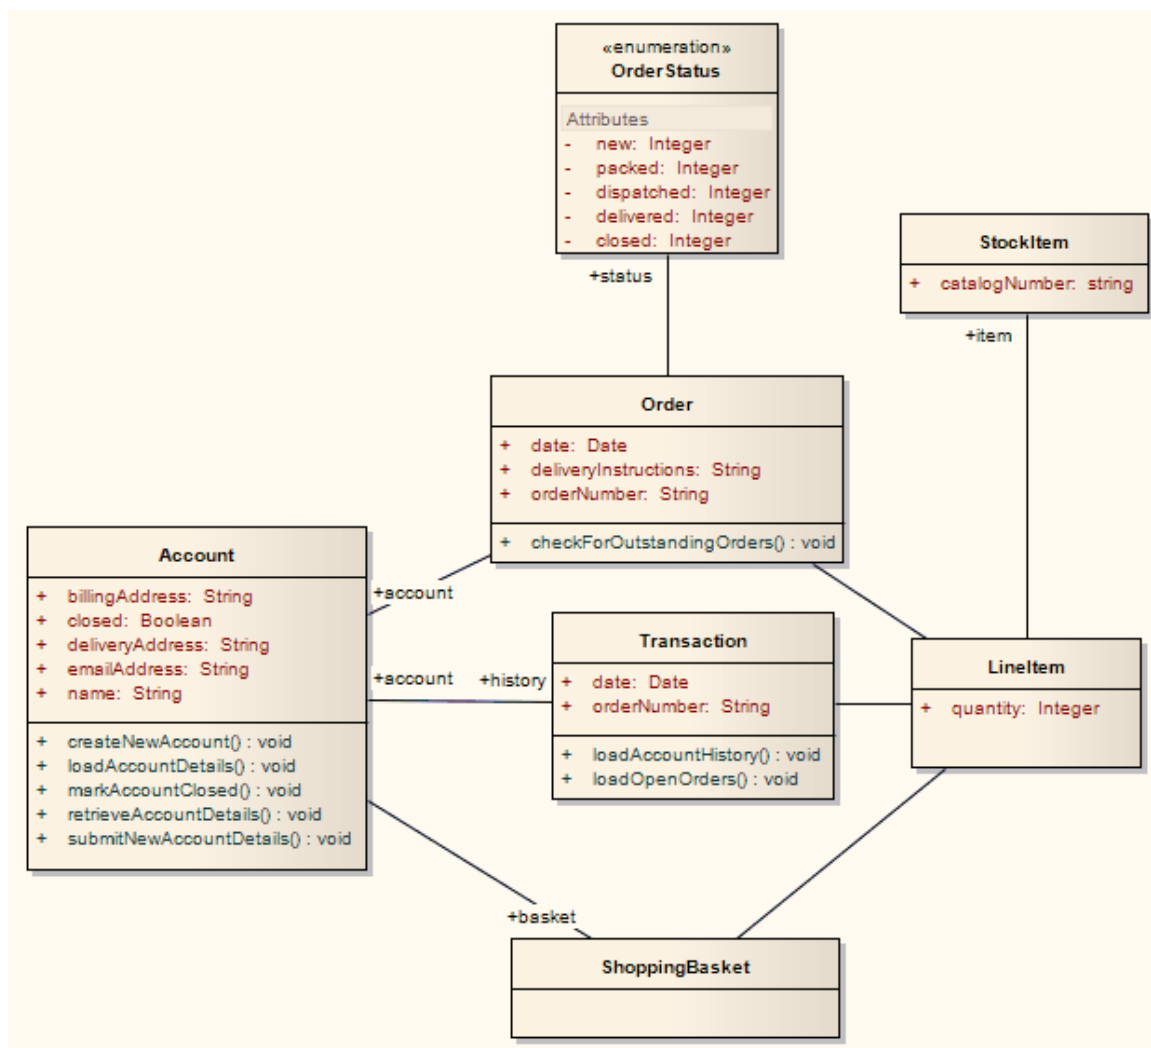 «enumeration»
OrderStatus
Attributes
- new: Integer
- packed: Integer
- dispatched: Integer
- delivered: Integer
- closed: Integer
+status
StockItem
+ catalogNumber: string
+item
Order
+ date: Date
+ deliveryInstructions: String
+ orderNumber: String
+ checkForOutstandingOrders() : void
Account
+ billingAddress: String
+ closed: Boolean
+ deliveryAddress: String
+ emailAddress: String
+ name: String
+ createNewAccount() : void
+ loadAccountDetails() : void
+ markAccountClosed() : void
+ retrieveAccountDetails() : void
+ submitNewAccountDetails() : void
+account
+account
+history
Transaction
+ date: Date
+ orderNumber: String
+ loadAccountHistory() : void
+ loadOpenOrders() : void
LineItem
+ quantity: Integer
+basket
ShoppingBasket